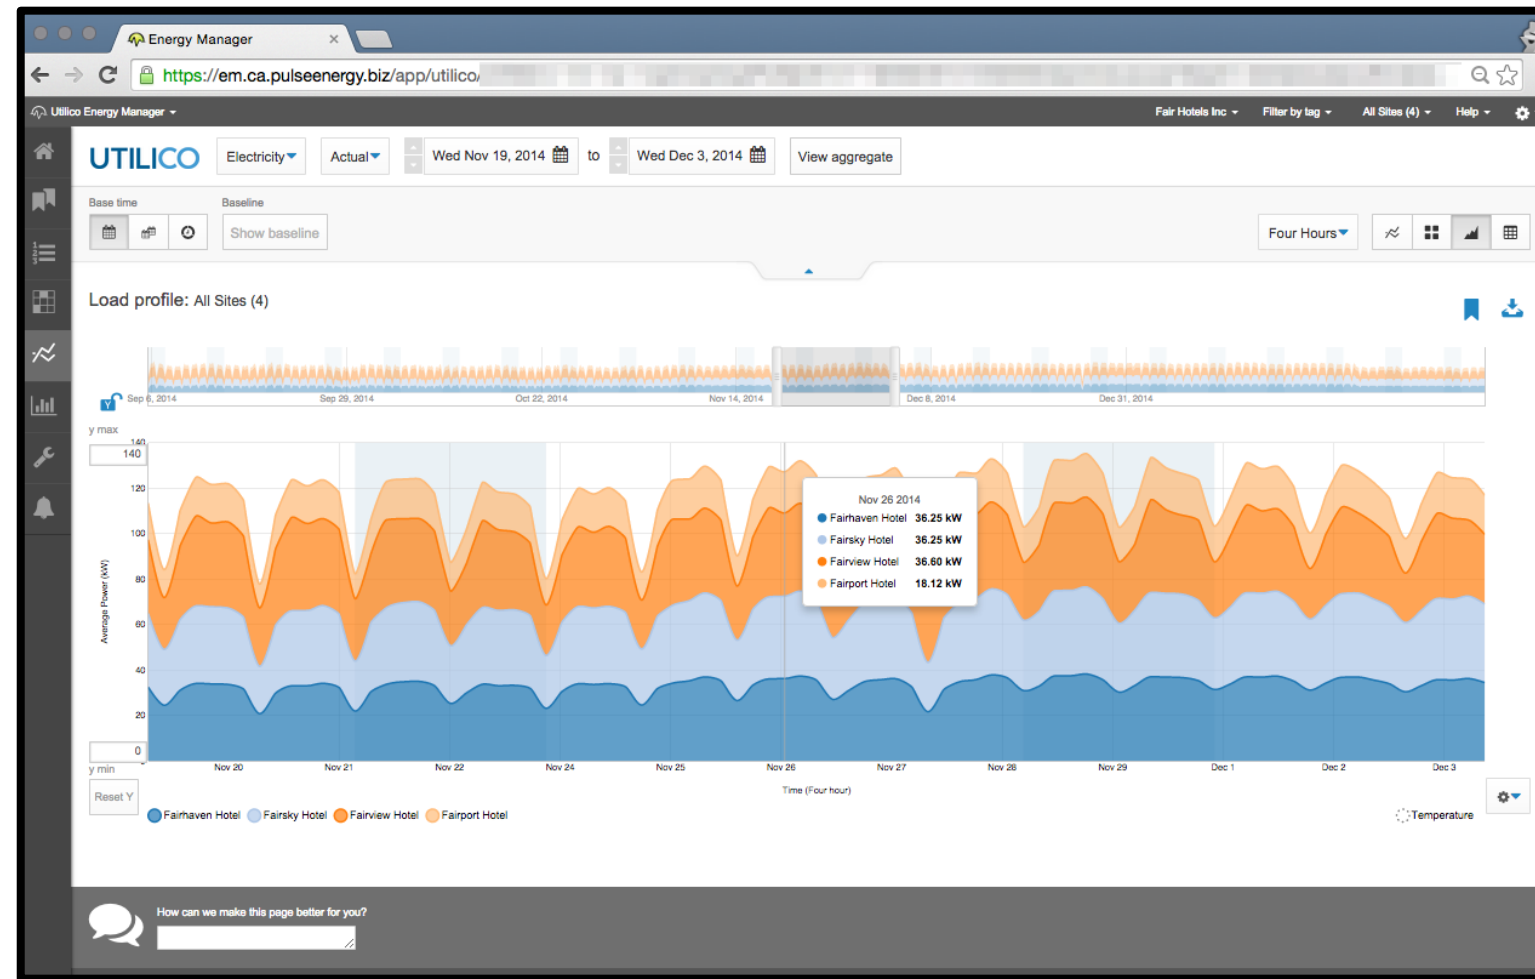 Energy Manager
https://em.ca.pulseenergy.biz/app/utilico/
Utilico Energy Manager
Fair Hotels Inc
Filter by tag
All Sites (4)
Help
UTILICO
Electricity
Actual
Wed Nov 19, 2014
to
Wed Dec 3, 2014
View aggregate
Base time
Baseline
Show baseline
Four Hours
Load profile: All Sites (4)
Y
Sep 6, 2014
Sep 29, 2014
Oct 22, 2014
Nov 14, 2014
Dec 8, 2014
Dec 31, 2014
y max
140
140
120
100
80
60
40
20
0
y min
Average Power (kW)
Nov 26 2014
Fairhaven Hotel 36.25 kW
Fairsky Hotel 36.25 kW
Fairview Hotel 36.60 kW
Fairport Hotel 18.12 kW
Nov 20
Nov 21
Nov 22
Nov 24
Nov 25
Nov 26
Nov 27
Nov 28
Nov 29
Dec 1
Dec 2
Dec 3
Time (Four hour)
Reset Y
Fairhaven Hotel Fairsky Hotel Fairview Hotel Fairport Hotel
Temperature
How can we make this page better for you?